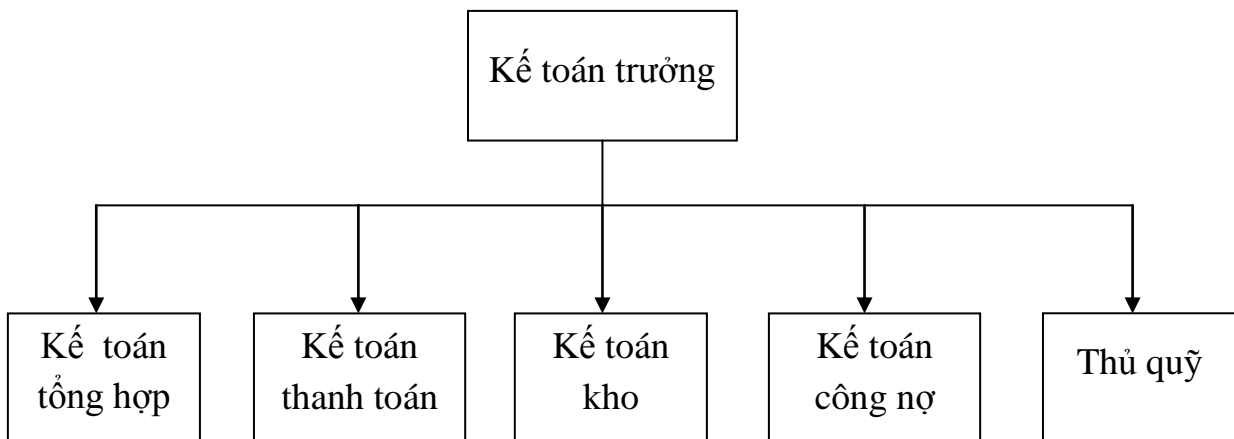 Kế toán trưởng
Kế toán
tổng hợp
Kế toán
thanh toán
Kế toán
kho
Kế toán
công nợ
Thủ quỹ